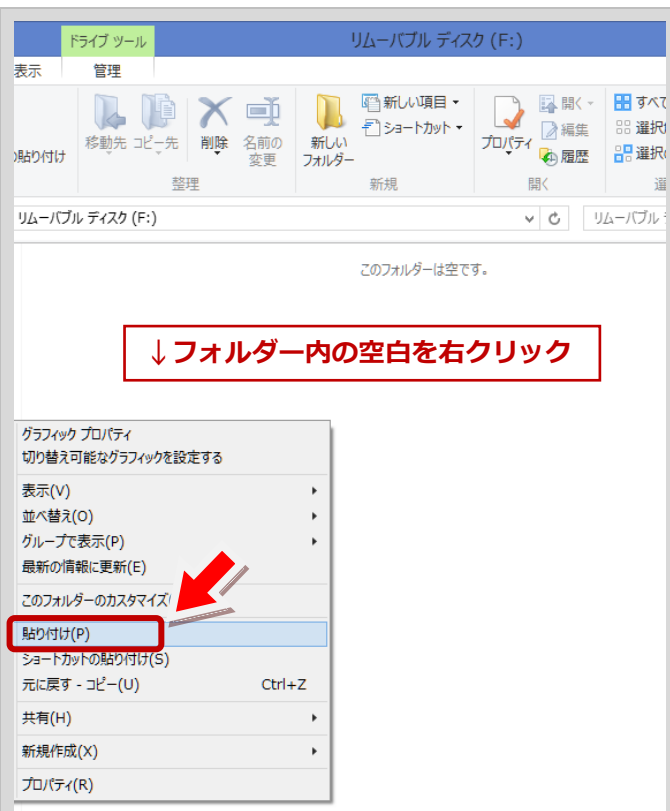 ドライブ ツール
リムーバブル ディスク (F:)
表示
管理
貼り付け
移動先
コピー先
削除
名前の
変更
整理
新しい
フォルダー
新しい項目
ショートカット
新規
プロパティ
開く
編集
履歴
開く
すべて
選択
選択の
選
リムーバブル ディスク (F:)
リムーバブル
このフォルダーは空です。
↓フォルダー内の空白を右クリック
グラフィック プロパティ
切り替え可能なグラフィックを設定する
表示(V)
並べ替え(O)
グループで表示(P)
最新の情報に更新(E)
このフォルダーのカスタマイズ(
貼り付け(P)
ショートカットの貼り付け(S)
元に戻す - コピー(U) Ctrl+Z
共有(H)
新規作成(X)
プロパティ(R)